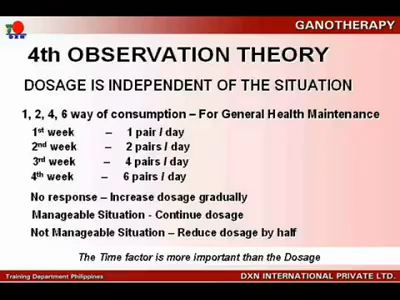 GANOTHERAPY
DXN
4th OBSERVATION THEORY
DOSAGE IS INDEPENDENT OF THE SITUATION
1, 2, 4, 6 way of consumption – For General Health Maintenance
1st week – 1 pair / day
2nd week – 2 pairs / day
3rd week – 4 pairs / day
4th week – 6 pairs / day
No response – Increase dosage gradually
Manageable Situation - Continue dosage
Not Manageable Situation – Reduce dosage by half
The Time factor is more important than the Dosage
Training Department Philippines
DXN INTERNATIONAL PRIVATE LTD.